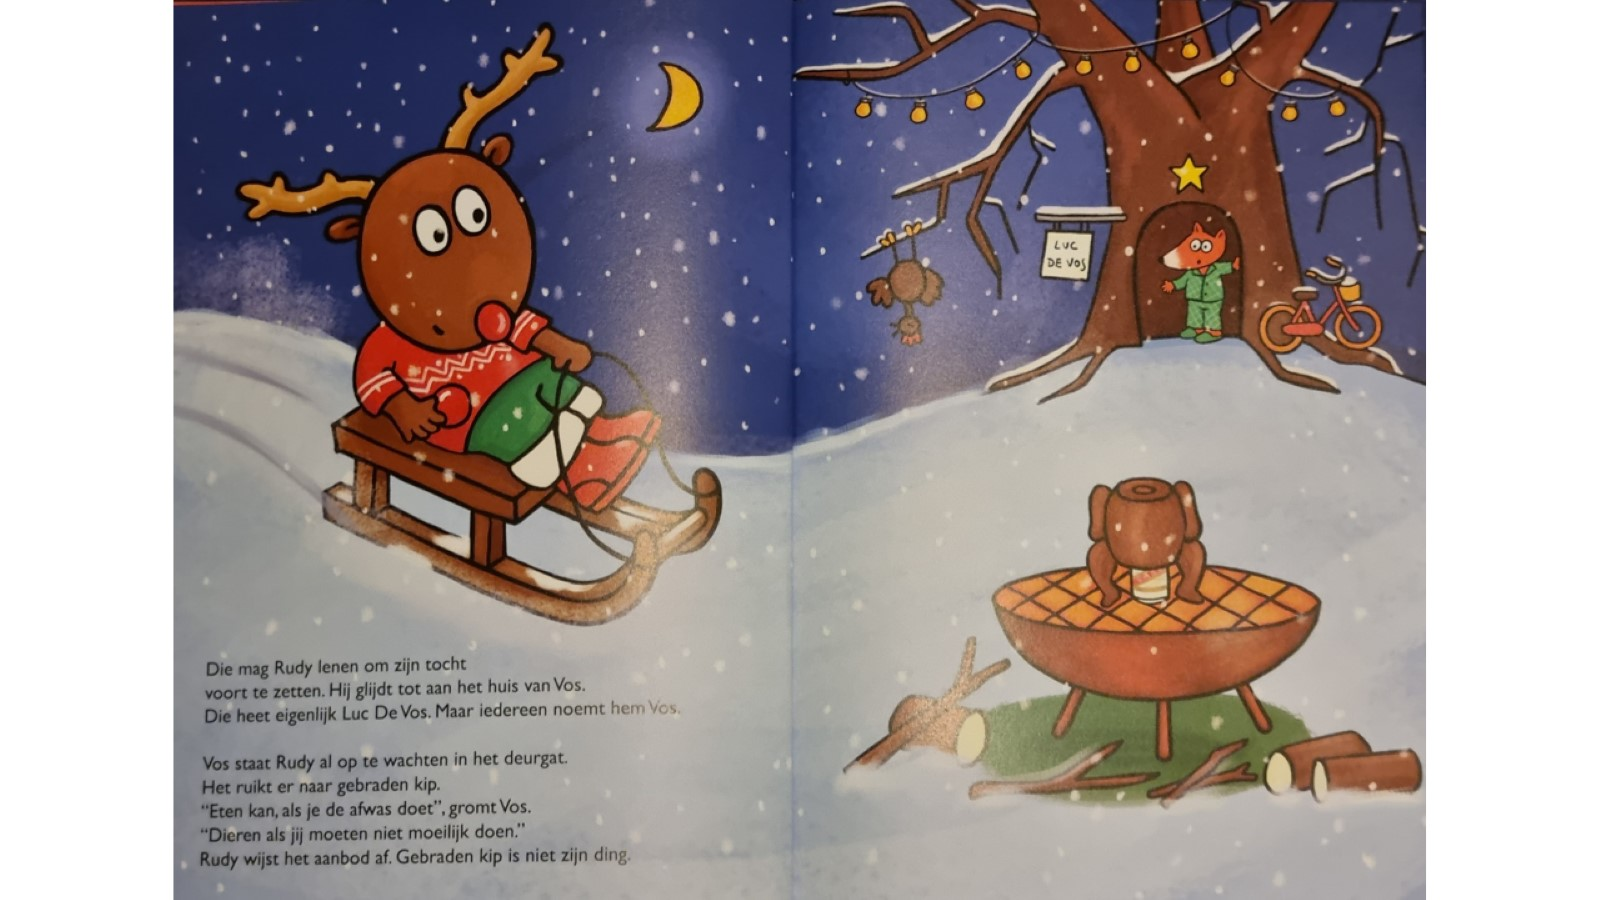 LUC
DE VOS
Die mag Rudy lenen om zijn tocht
voort te zetten. Hij glijdt tot aan het huis van Vos.
Die heet eigenlijk Luc De Vos. Maar iedereen noemt hem Vos.
Vos staat Rudy al op te wachten in het deurgat.
Het ruikt er naar gebraden kip.
“Eten kan, als je de afwas doet”, gromt Vos.
“Dieren als jij moeten niet moeilijk doen.”
Rudy wijst het aanbod af. Gebraden kip is niet zijn ding.